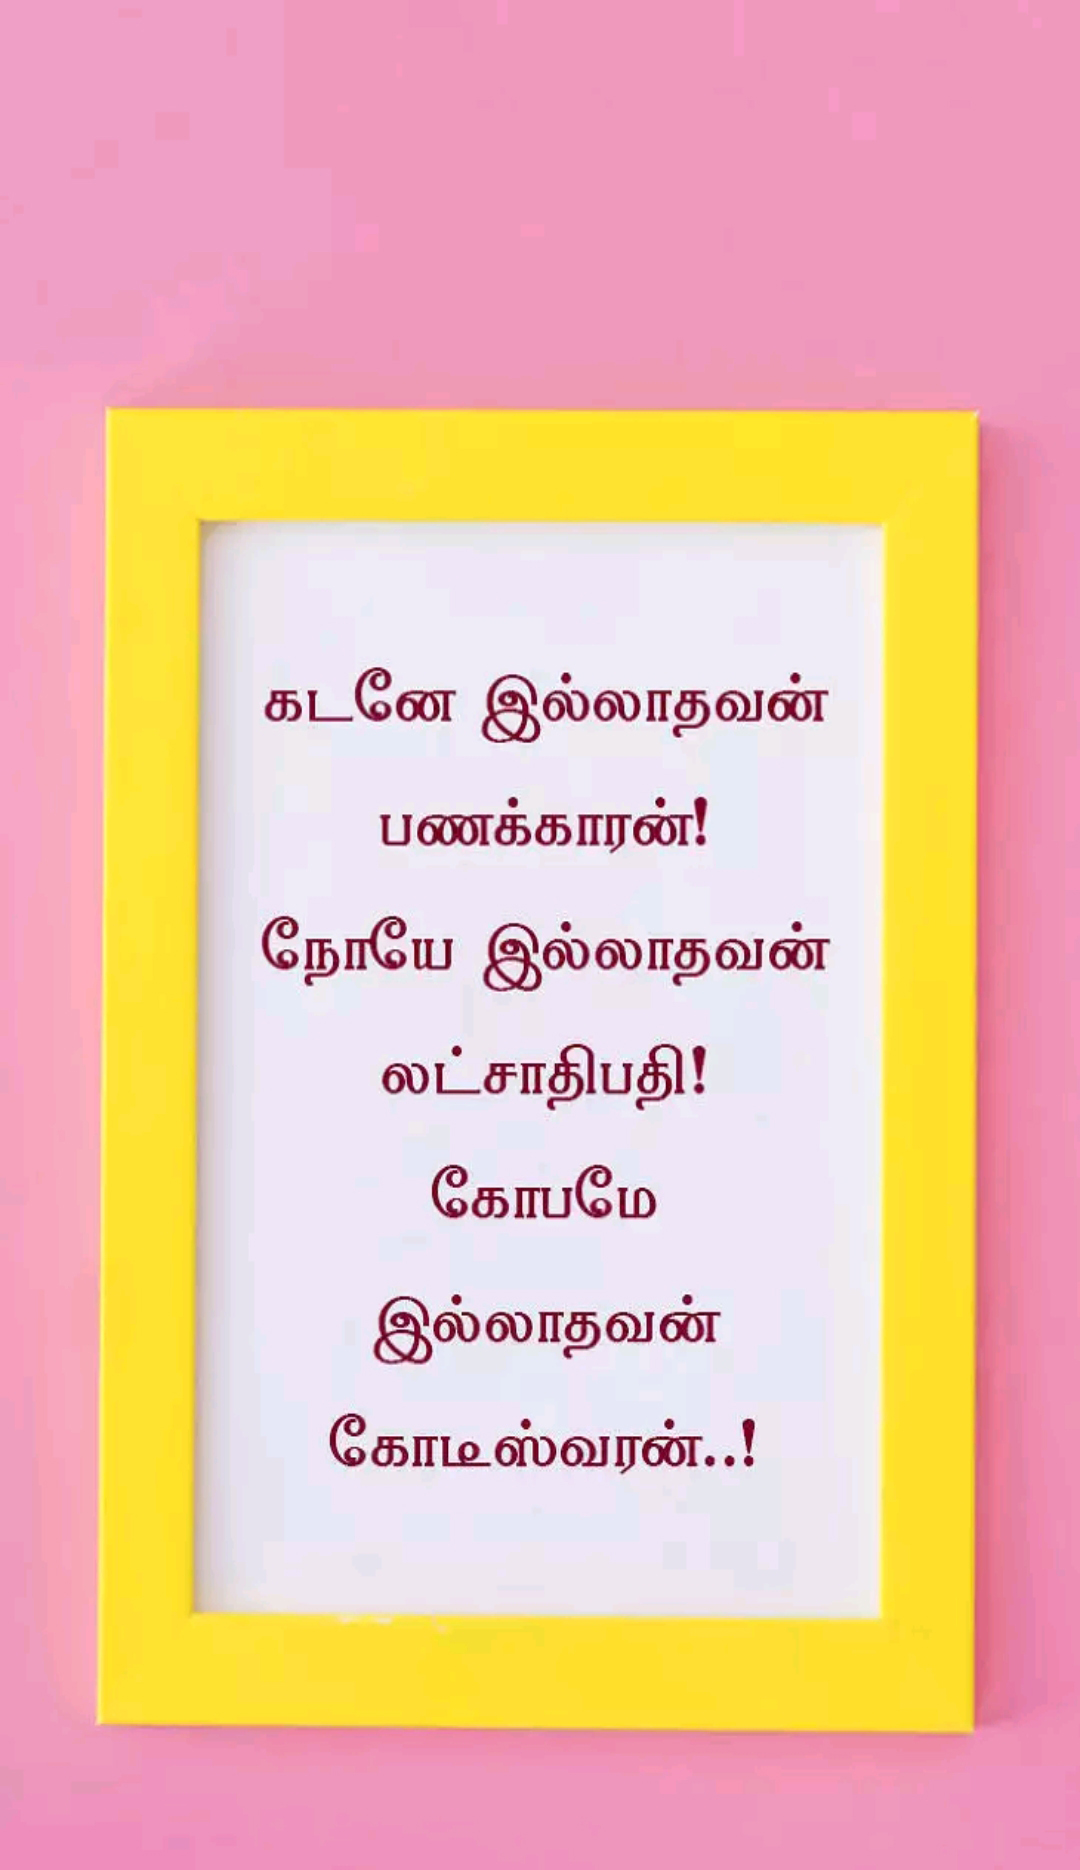 கடனே இல்லாதவன்
பணக்காரன்!
நோயே இல்லாதவன்
லட்சாதிபதி!
கோபமே
இல்லாதவன்
கோடீஸ்வரன்..!